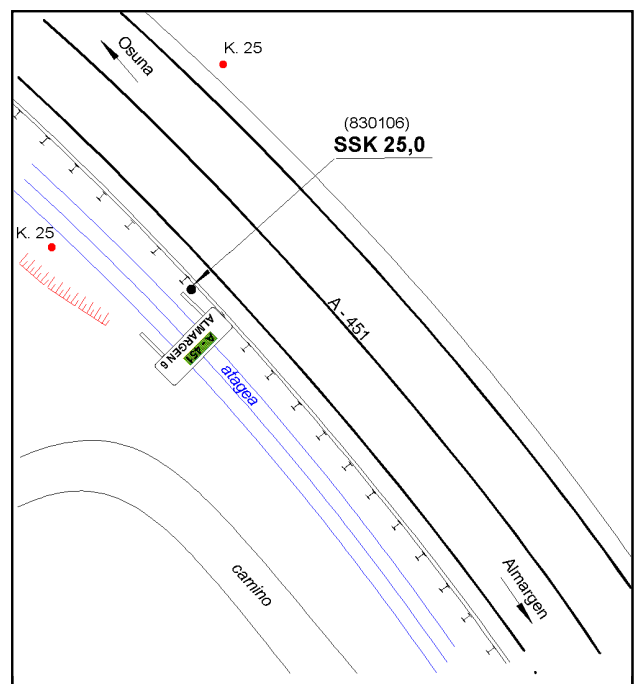 Osuna
K. 25
(830106)
SSK 25,0
K. 25
A - 451
ALMARGEN 6
A - 451
atagea
Almargen
camino